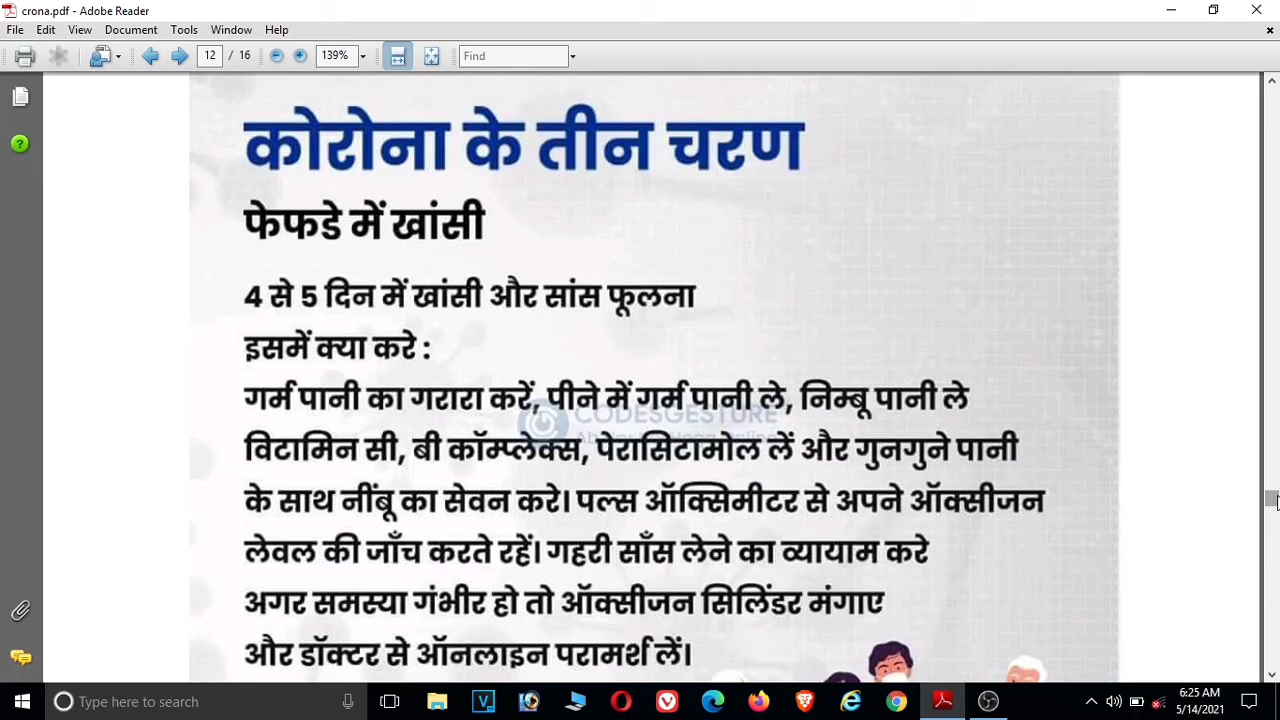 crona.pdf - Adobe Reader
File Edit View Document Tools Window Help
12 / 16 139% Find
कोरोना के तीन चरण
फेफडे में खांसी
4 से 5 दिन में खांसी और सांस फूलना
इसमें क्या करे :
गर्म पानी का गरारा करें, पीने में गर्म पानी ले, निम्बू पानी ले
CODESGESTURE
विटामिन सी, बी कॉम्प्लेक्स, पेरासिटामोल लें और गुनगुने पानी
के साथ नींबू का सेवन करे। पल्स ऑक्सिमीटर से अपने ऑक्सीजन
लेवल की जाँच करते रहें। गहरी साँस लेने का व्यायाम करे
अगर समस्या गंभीर हो तो ऑक्सीजन सिलिंडर मंगाए
और डॉक्टर से ऑनलाइन परामर्श लें।
Type here to search
6:25 AM
5/14/2021